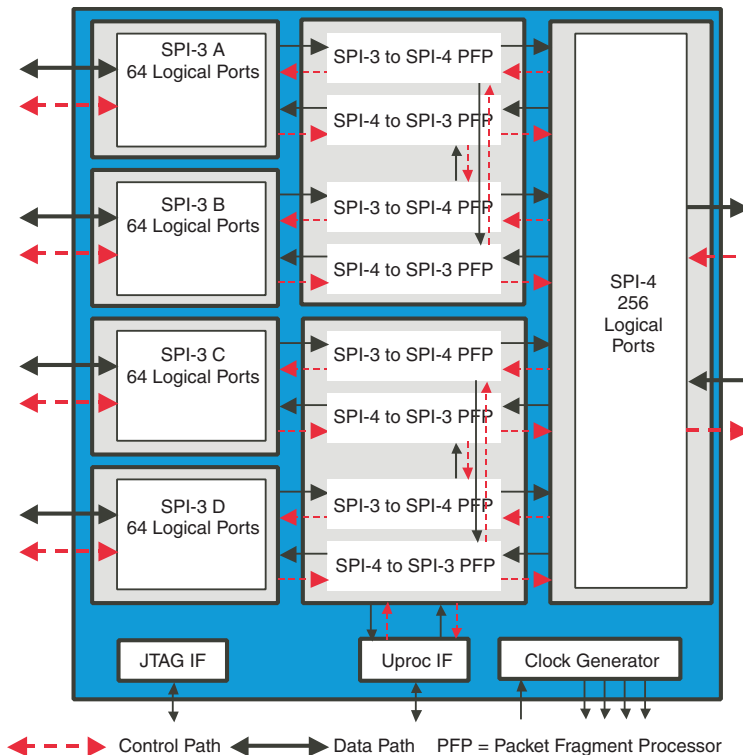 SPI-3 A
64 Logical Ports
SPI-3 to SPI-4 PFP
SPI-4 to SPI-3 PFP
SPI-3 B
64 Logical Ports
SPI-3 to SPI-4 PFP
SPI-4 to SPI-3 PFP
SPI-3 C
64 Logical Ports
SPI-3 to SPI-4 PFP
SPI-4 to SPI-3 PFP
SPI-3 D
64 Logical Ports
SPI-3 to SPI-4 PFP
SPI-4 to SPI-3 PFP
SPI-4
256
Logical
Ports
JTAG IF
Uproc IF
Clock Generator
Control Path
Data Path
PFP = Packet Fragment Processor